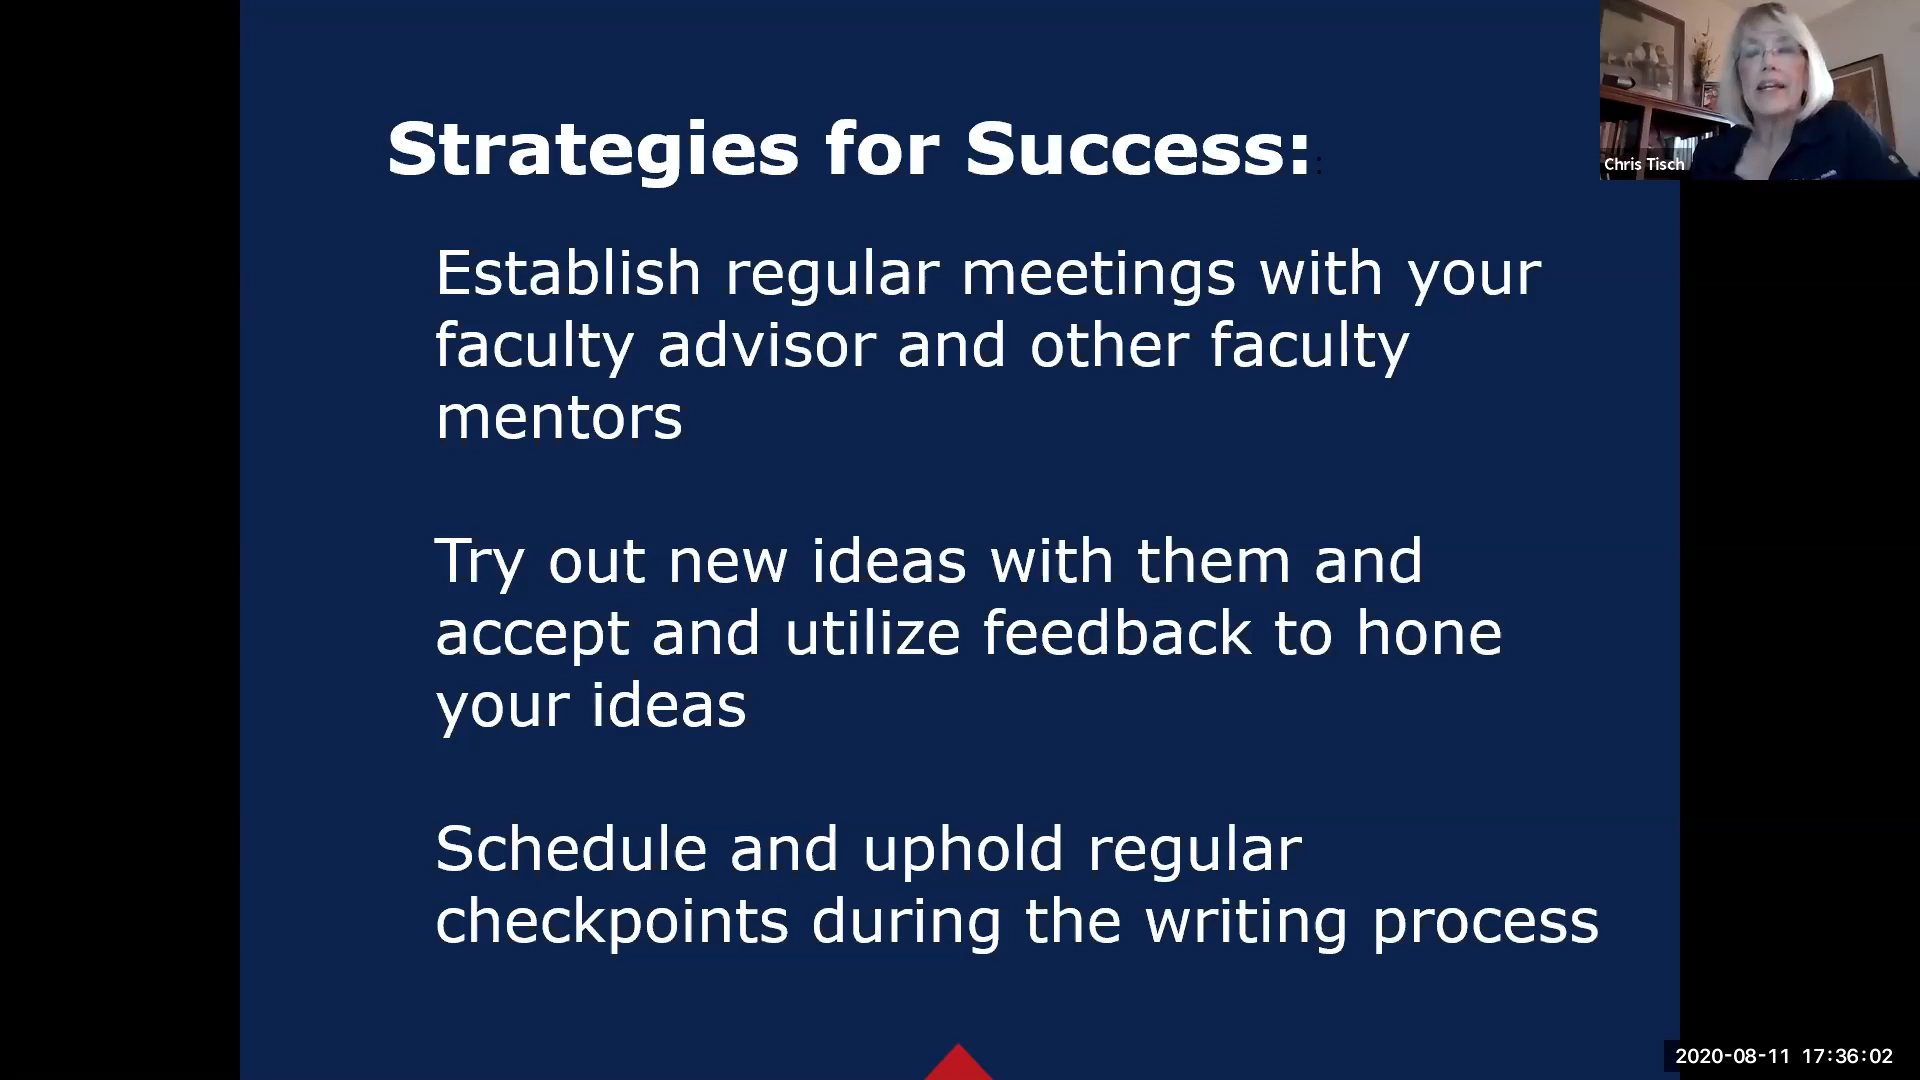 Strategies for Success:
Establish regular meetings with your
faculty advisor and other faculty
mentors
Try out new ideas with them and
accept and utilize feedback to hone
your ideas
Schedule and uphold regular
checkpoints during the writing process
Chris Tisch
2020-08-11 17:36:02